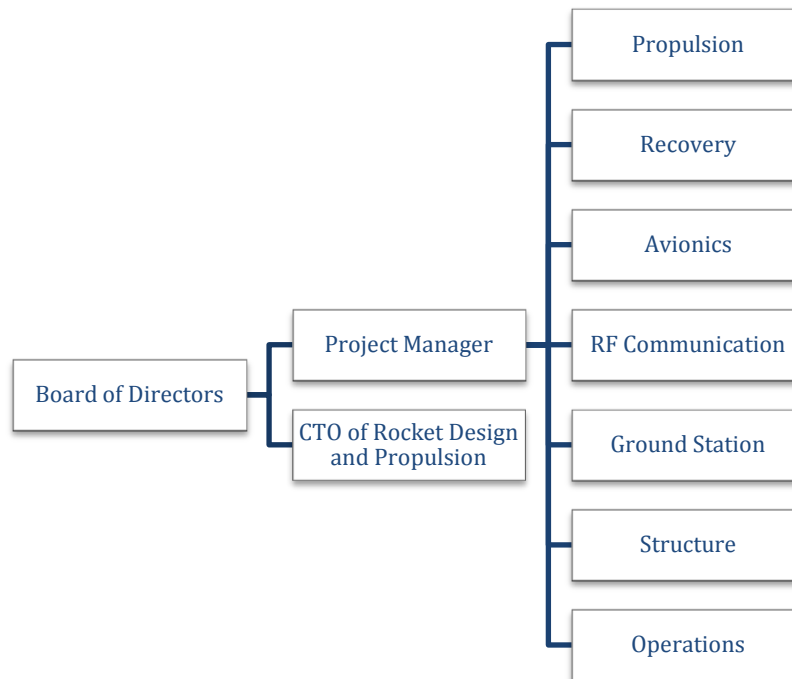 Board of Directors
Project Manager
CTO of Rocket Design
and Propulsion
Propulsion
Recovery
Avionics
RF Communication
Ground Station
Structure
Operations